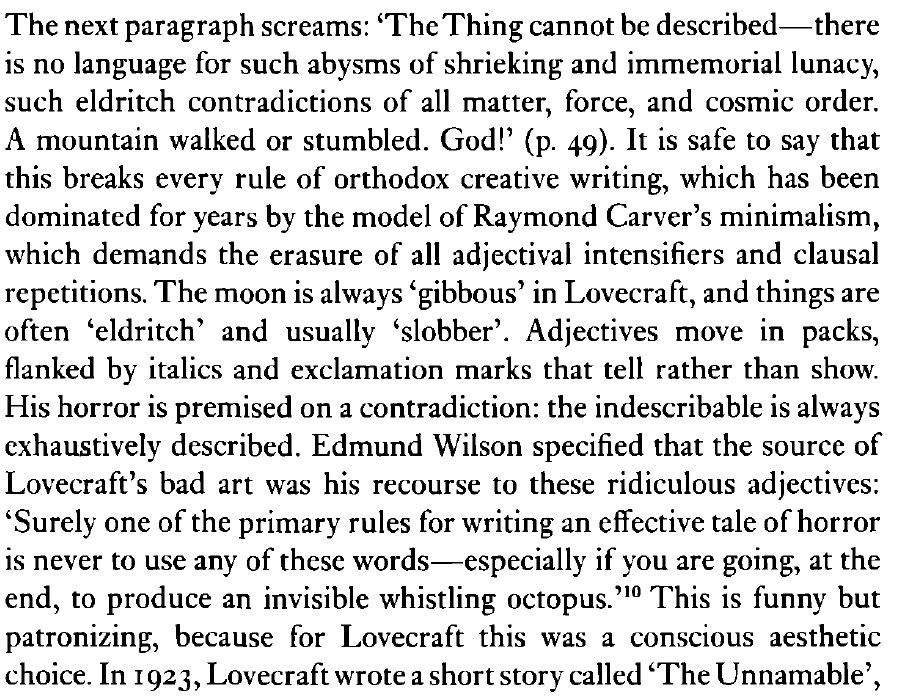 The next paragraph screams: ‘The Thing cannot be described—there
is no language for such abysms of shrieking and immemorial lunacy,
such eldritch contradictions of all matter, force, and cosmic order.
A mountain walked or stumbled. God!’ (p. 49). It is safe to say that
this breaks every rule of orthodox creative writing, which has been
dominated for years by the model of Raymond Carver’s minimalism,
which demands the erasure of all adjectival intensifiers and clausal
repetitions. The moon is always ‘gibbous’ in Lovecraft, and things are
often ‘eldritch’ and usually ‘slobber’. Adjectives move in packs,
flanked by italics and exclamation marks that tell rather than show.
His horror is premised on a contradiction: the indescribable is always
exhaustively described. Edmund Wilson specified that the source of
Lovecraft’s bad art was his recourse to these ridiculous adjectives:
‘Surely one of the primary rules for writing an effective tale of horror
is never to use any of these words—especially if you are going, at the
end, to produce an invisible whistling octopus.’¹⁰ This is funny but
patronizing, because for Lovecraft this was a conscious aesthetic
choice. In 1923, Lovecraft wrote a short story called ‘The Unnamable’,